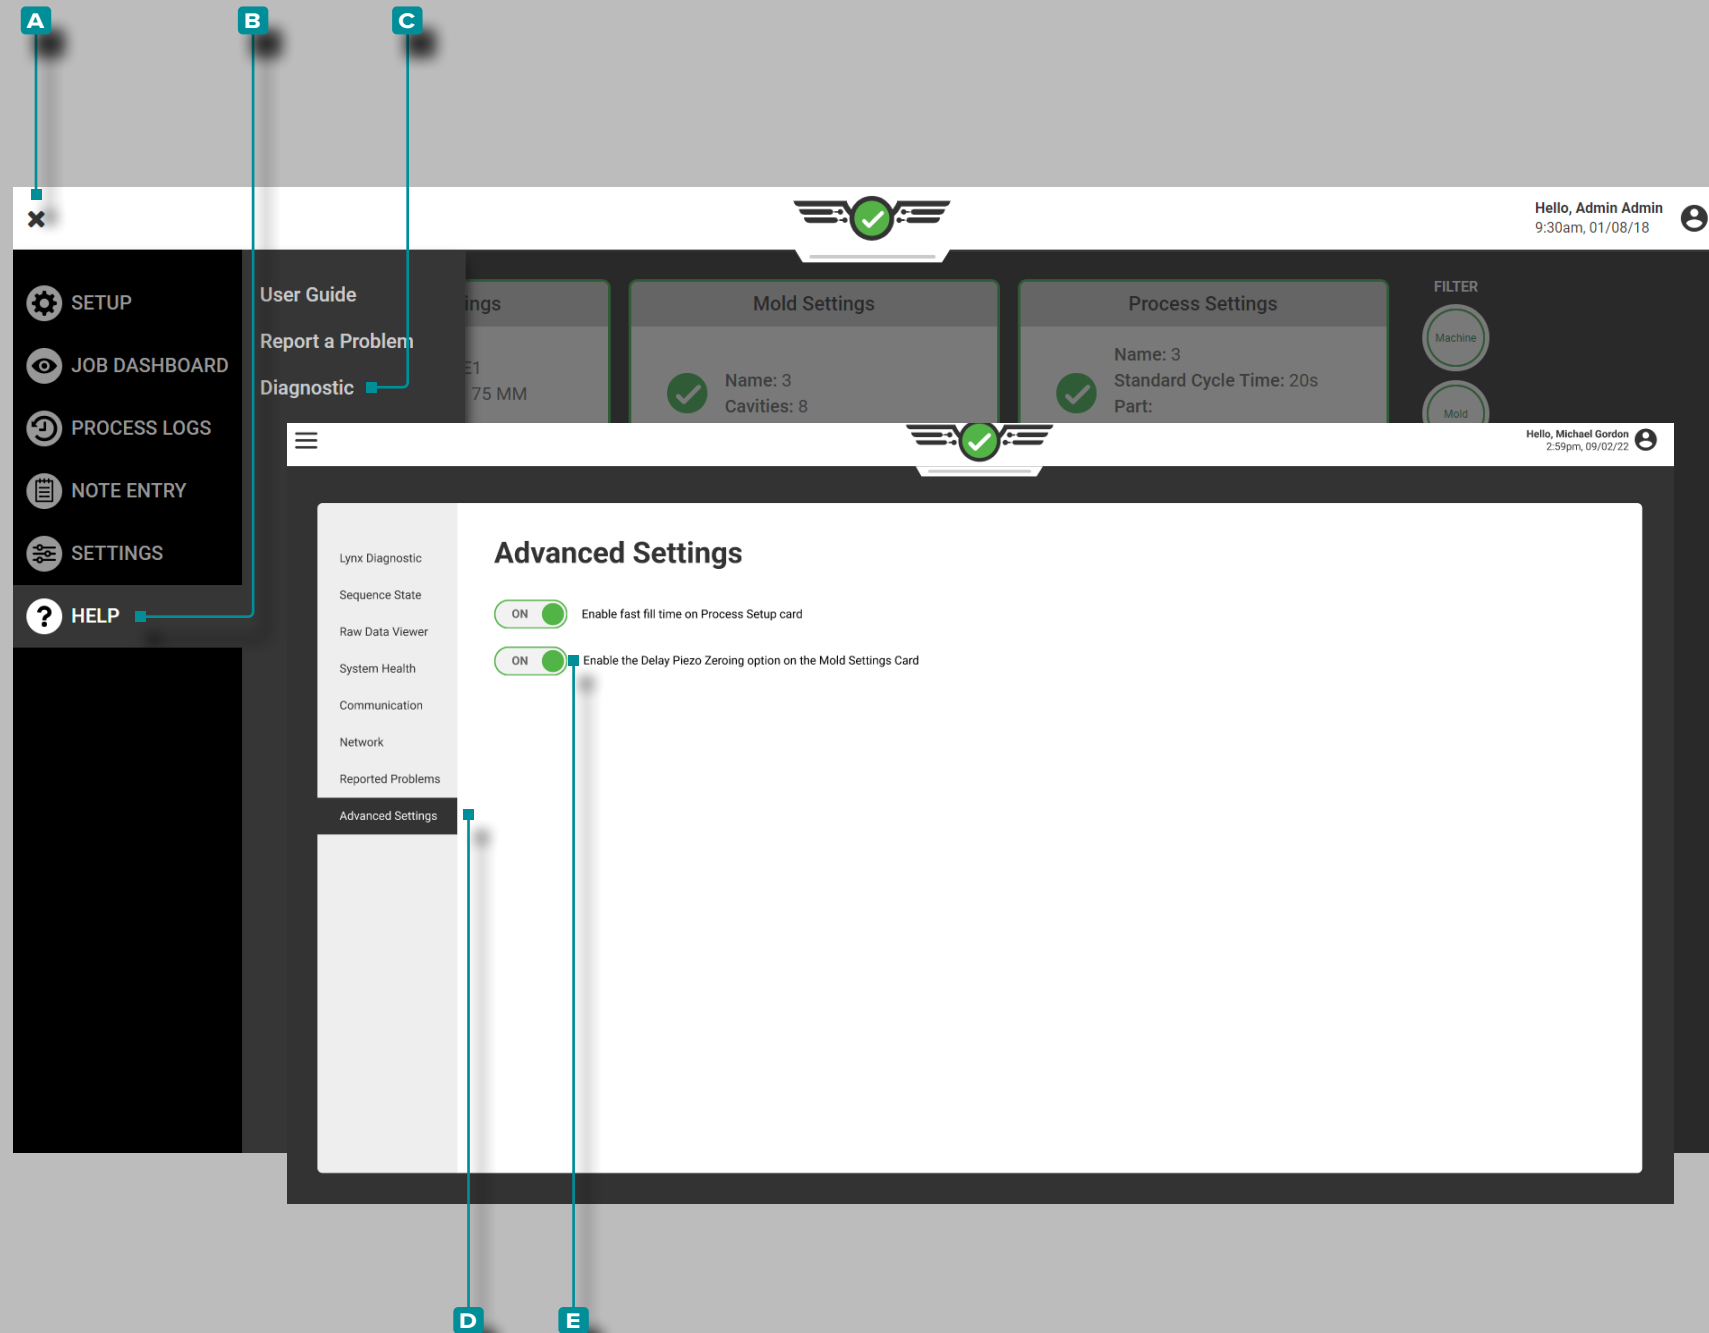 A
B
C
Hello, Admin Admin
9:30am, 01/08/18
SETUP
JOB DASHBOARD
PROCESS LOGS
NOTE ENTRY
SETTINGS
HELP
User Guide
Report a Problem
Diagnostic
ings
E1
75 MM
Mold Settings
Name: 3
Cavities: 8
Process Settings
Name: 3
Standard Cycle Time: 20s
Part:
FILTER
Machine
Mold
Hello, Michael Gordon
2:59pm, 09/02/22
Lynx Diagnostic
Sequence State
Raw Data Viewer
System Health
Communication
Network
Reported Problems
Advanced Settings
Advanced Settings
ON Enable fast fill time on Process Setup card
ON Enable the Delay Piezo Zeroing option on the Mold Settings Card
D
E